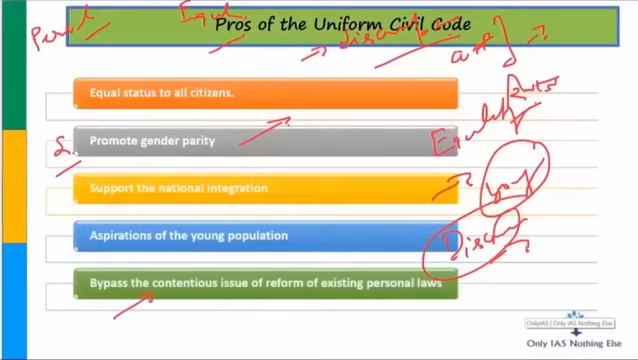 Pros of the Uniform Civil Code
Equal status to all citizens.
Promote gender parity
Support the national integration
Aspirations of the young population
Bypass the contentious issue of reform of existing personal laws
Equality
OnlyIAS | Only IAS Nothing Else
Only IAS Nothing Else